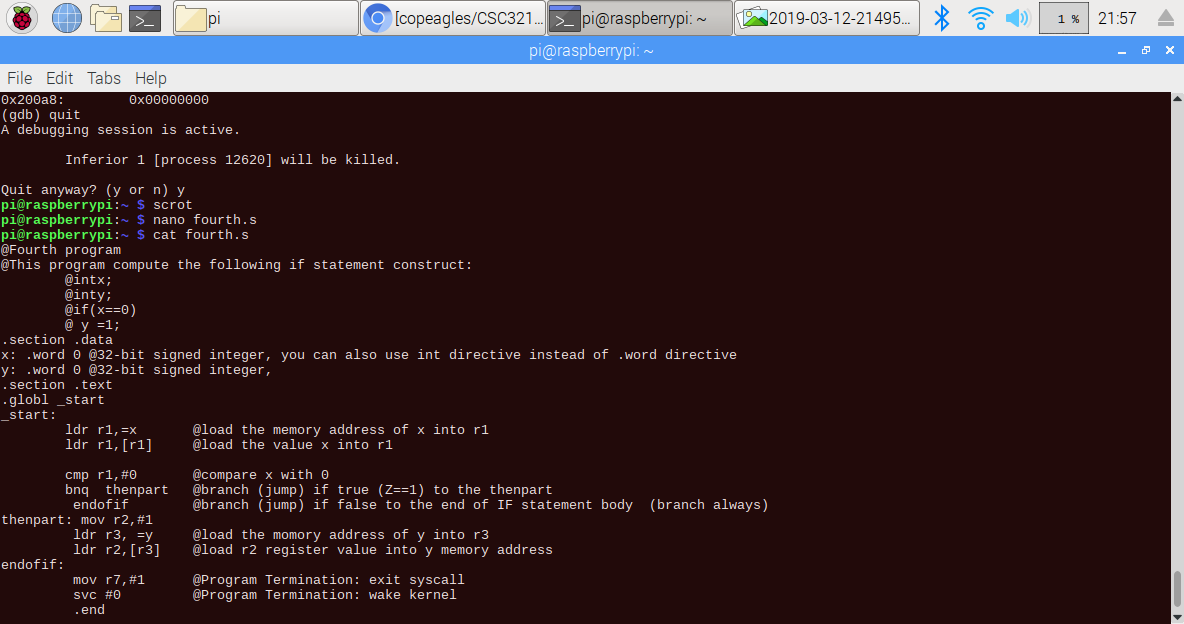 pi
[copeagles/CSC321...
pi@raspberrypi: ~
2019-03-12-21495...
1 %
21:57
pi@raspberrypi: ~
File Edit Tabs Help
0x200a8:        0x00000000
(gdb) quit
A debugging session is active.
        Inferior 1 [process 12620] will be killed.
Quit anyway? (y or n) y
pi@raspberrypi:~ $ scrot
pi@raspberrypi:~ $ nano fourth.s
pi@raspberrypi:~ $ cat fourth.s
@Fourth program
@This program compute the following if statement construct:
        @intx;
        @inty;
        @if(x==0)
        @ y =1;
.section .data
x: .word 0 @32-bit signed integer, you can also use int directive instead of .word directive
y: .word 0 @32-bit signed integer,
.section .text
.globl _start
_start:
        ldr r1,=x       @load the memory address of x into r1
        ldr r1,[r1]     @load the value x into r1
        cmp r1,#0       @compare x with 0
        bnq  thenpart   @branch (jump) if true (Z==1) to the thenpart
         endofif        @branch (jump) if false to the end of IF statement body  (branch always)
thenpart: mov r2,#1
         ldr r3, =y     @load the momory address of y into r3
         ldr r2,[r3]    @load r2 register value into y memory address
endofif:
         mov r7,#1      @Program Termination: exit syscall
         svc #0         @Program Termination: wake kernel
         .end